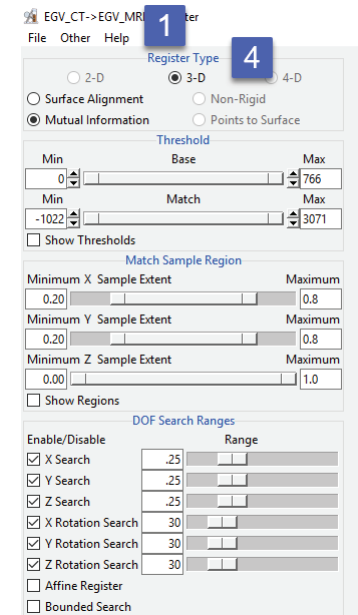 EGV_CT->EGV_MRI ter
1
File Other Help
Register Type
4
2-D 3-D 4-D
Surface Alignment Non-Rigid
Mutual Information Points to Surface
Threshold
Min Base Max
0 766
Min Match Max
-1022 3071
Show Thresholds
Match Sample Region
Minimum X Sample Extent Maximum
0.20 0.8
Minimum Y Sample Extent Maximum
0.20 0.8
Minimum Z Sample Extent Maximum
0.00 1.0
Show Regions
DOF Search Ranges
Enable/Disable Range
X Search .25
Y Search .25
Z Search .25
X Rotation Search 30
Y Rotation Search 30
Z Rotation Search 30
Affine Register
Bounded Search